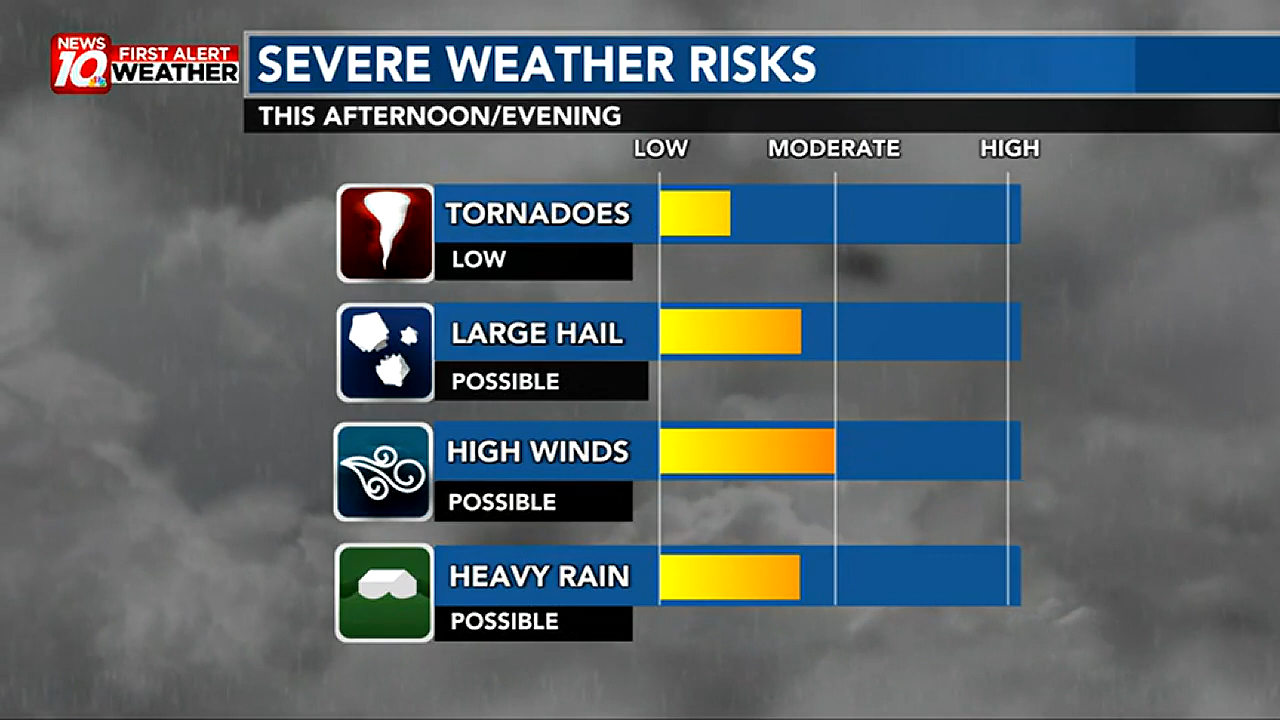 NEWS
10
FIRST ALERT
WEATHER
SEVERE WEATHER RISKS
THIS AFTERNOON/EVENING
LOW MODERATE HIGH
TORNADOES
LOW
LARGE HAIL
POSSIBLE
HIGH WINDS
POSSIBLE
HEAVY RAIN
POSSIBLE